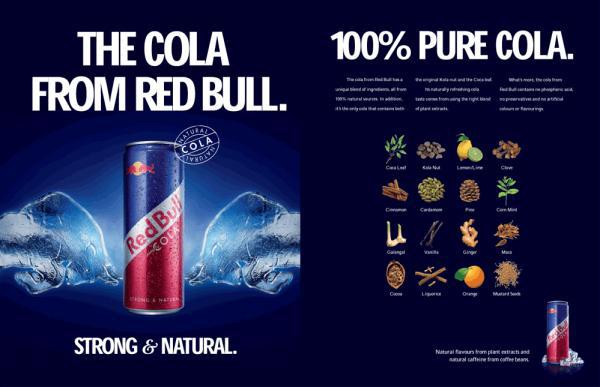 THE COLA
FROM RED BULL.
NATURAL
COLA
NATURAL
Red Bull
COLA
STRONG & NATURAL
STRONG & NATURAL.
100% PURE COLA.
The cola from Red Bull has a
unique blend of ingredients, all from
100% natural sources. In addition,
it's the only cola that contains both
the original Kola nut and the Coca leaf.
Its naturally refreshing cola
taste comes from using the right blend
of plant extracts.
What's more, the cola from
Red Bull contains no phosphoric acid,
no preservatives and no artificial
colours or flavourings.
Coca Leaf
Kola Nut
Lemon/Lime
Clove
Cinnamon
Cardamom
Pine
Corn Mint
Galangal
Vanilla
Ginger
Mace
Cocoa
Liquorice
Orange
Mustard Seeds
Red Bull
COLA
Natural flavours from plant extracts and
natural caffeine from coffee beans.